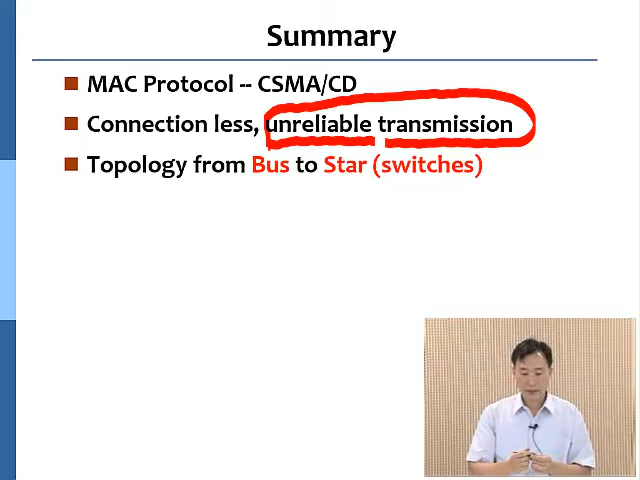 Summary
MAC Protocol -- CSMA/CD
Connection less, unreliable transmission
Topology from Bus to Star (switches)